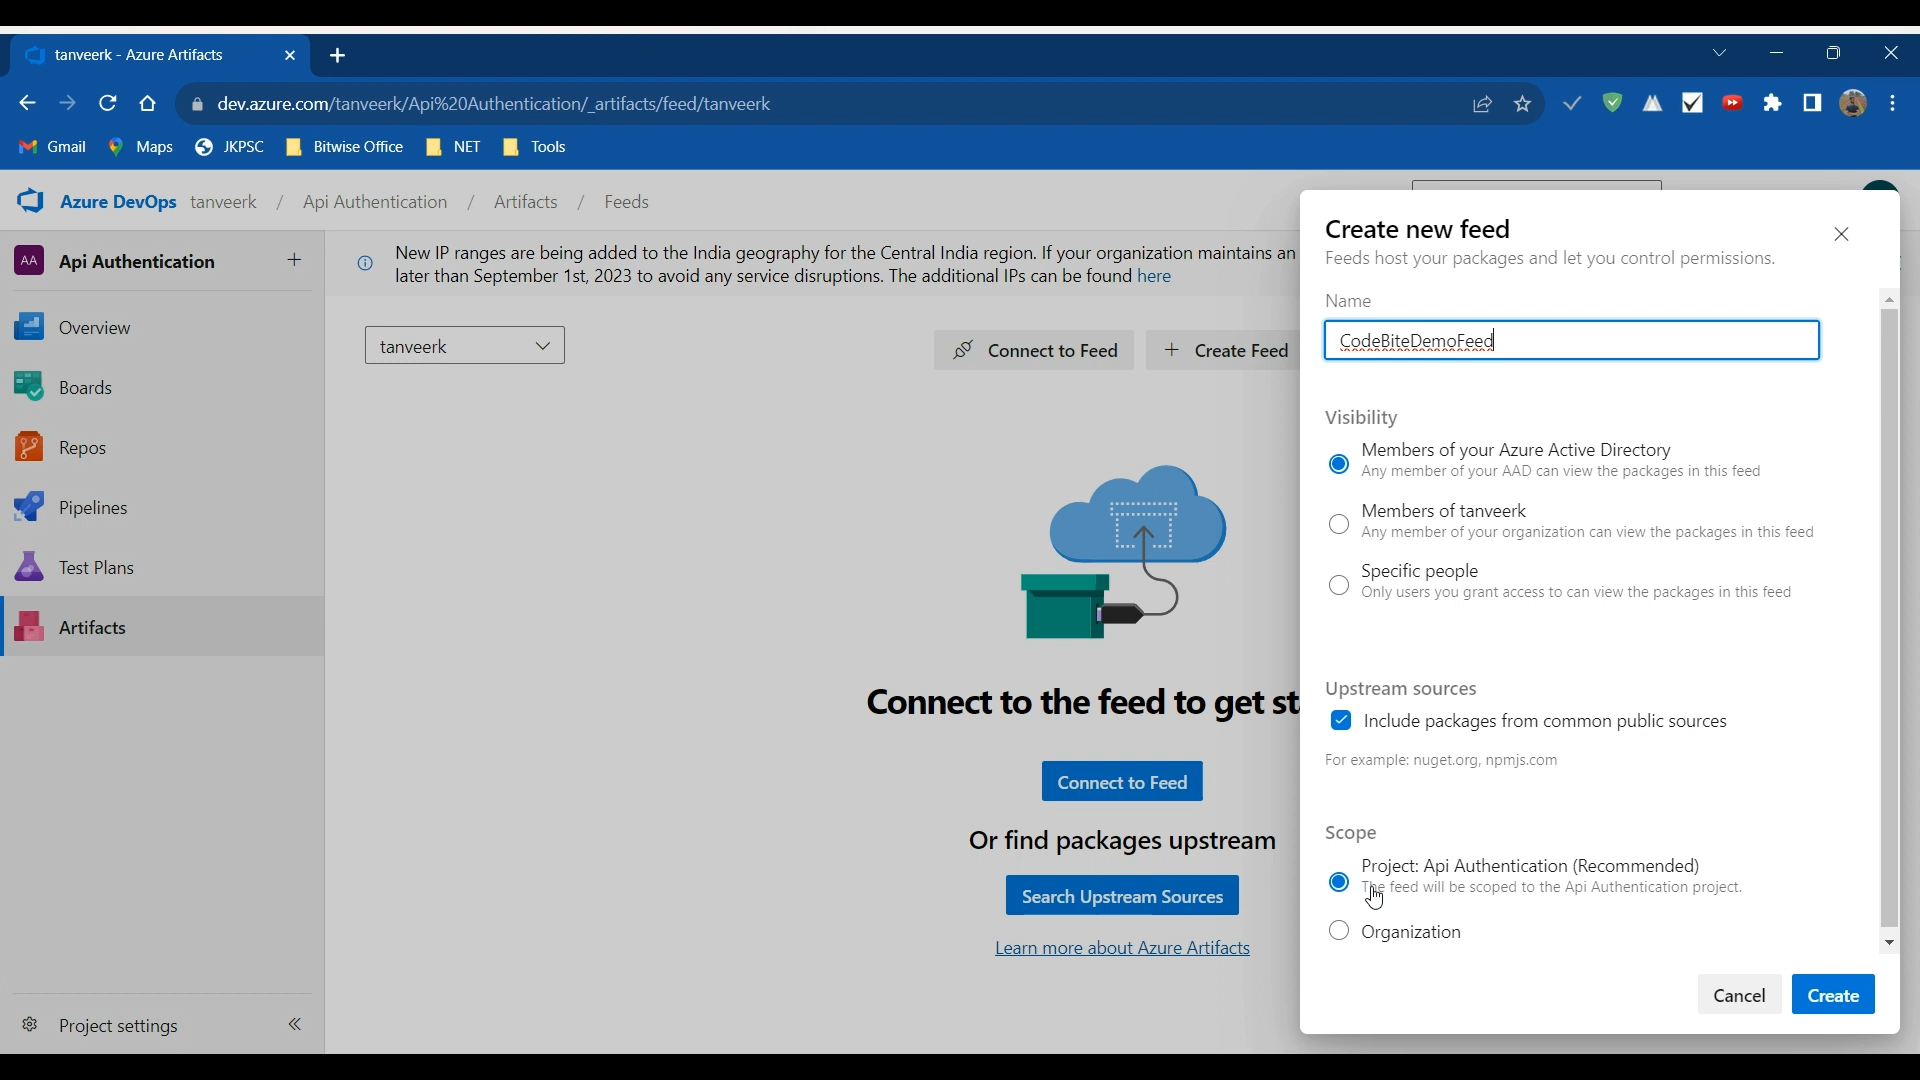 tanveerk - Azure Artifacts
dev.azure.com/tanveerk/Api%20Authentication/_artifacts/feed/tanveerk
Gmail Maps JKPSC Bitwise Office NET Tools
Azure DevOps tanveerk / Api Authentication / Artifacts / Feeds
AA Api Authentication +
Overview
Boards
Repos
Pipelines
Test Plans
Artifacts
Project settings
New IP ranges are being added to the India geography for the Central India region. If your organization maintains an
later than September 1st, 2023 to avoid any service disruptions. The additional IPs can be found here
tanveerk
Connect to Feed + Create Feed
Connect to the feed to get st
Connect to Feed
Or find packages upstream
Search Upstream Sources
Learn more about Azure Artifacts
Create new feed
Feeds host your packages and let you control permissions.
Name
CodeBiteDemoFeed
Visibility
Members of your Azure Active Directory
Any member of your AAD can view the packages in this feed
Members of tanveerk
Any member of your organization can view the packages in this feed
Specific people
Only users you grant access to can view the packages in this feed
Upstream sources
Include packages from common public sources
For example: nuget.org, npmjs.com
Scope
Project: Api Authentication (Recommended)
The feed will be scoped to the Api Authentication project.
Organization
Cancel Create